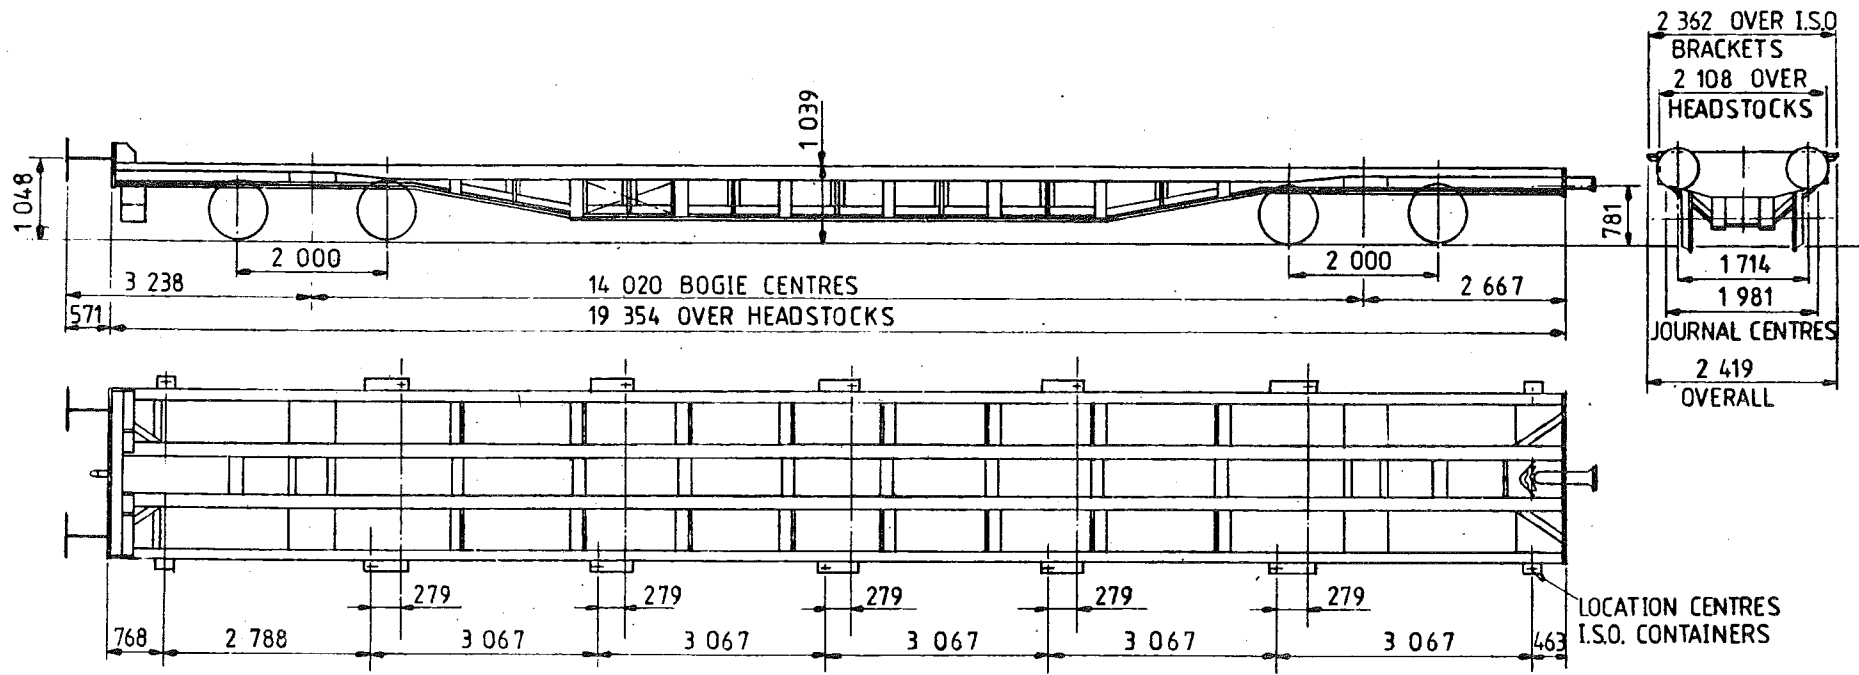 2 362 OVER I.S.O
BRACKETS
2 108 OVER
HEADSTOCKS
1 039
1 048
781
2 000
2 000
1 714
3 238
14 020 BOGIE CENTRES
2 667
1 981
571
19 354 OVER HEADSTOCKS
JOURNAL CENTRES
2 419
OVERALL
279
279
279
279
279
LOCATION CENTRES
I.S.O. CONTAINERS
768
2 788
3 067
3 067
3 067
3 067
3 067
463